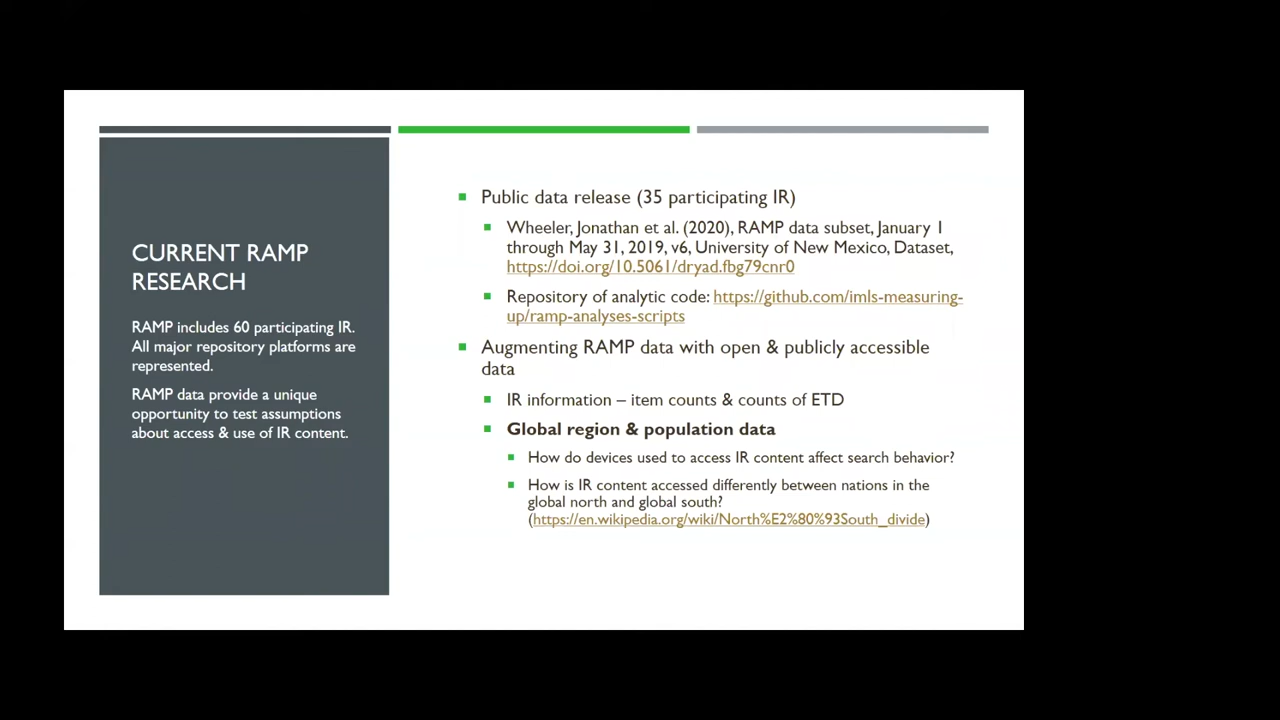 CURRENT RAMP
RESEARCH
RAMP includes 60 participating IR.
All major repository platforms are
represented.
RAMP data provide a unique
opportunity to test assumptions
about access & use of IR content.
Public data release (35 participating IR)
Wheeler, Jonathan et al. (2020), RAMP data subset, January 1
through May 31, 2019, v6, University of New Mexico, Dataset,
https://doi.org/10.5061/dryad.fbg79cnr0
Repository of analytic code: https://github.com/imls-measuring-
up/ramp-analyses-scripts
Augmenting RAMP data with open & publicly accessible
data
IR information – item counts & counts of ETD
Global region & population data
How do devices used to access IR content affect search behavior?
How is IR content accessed differently between nations in the
global north and global south?
(https://en.wikipedia.org/wiki/North%E2%80%93South_divide)